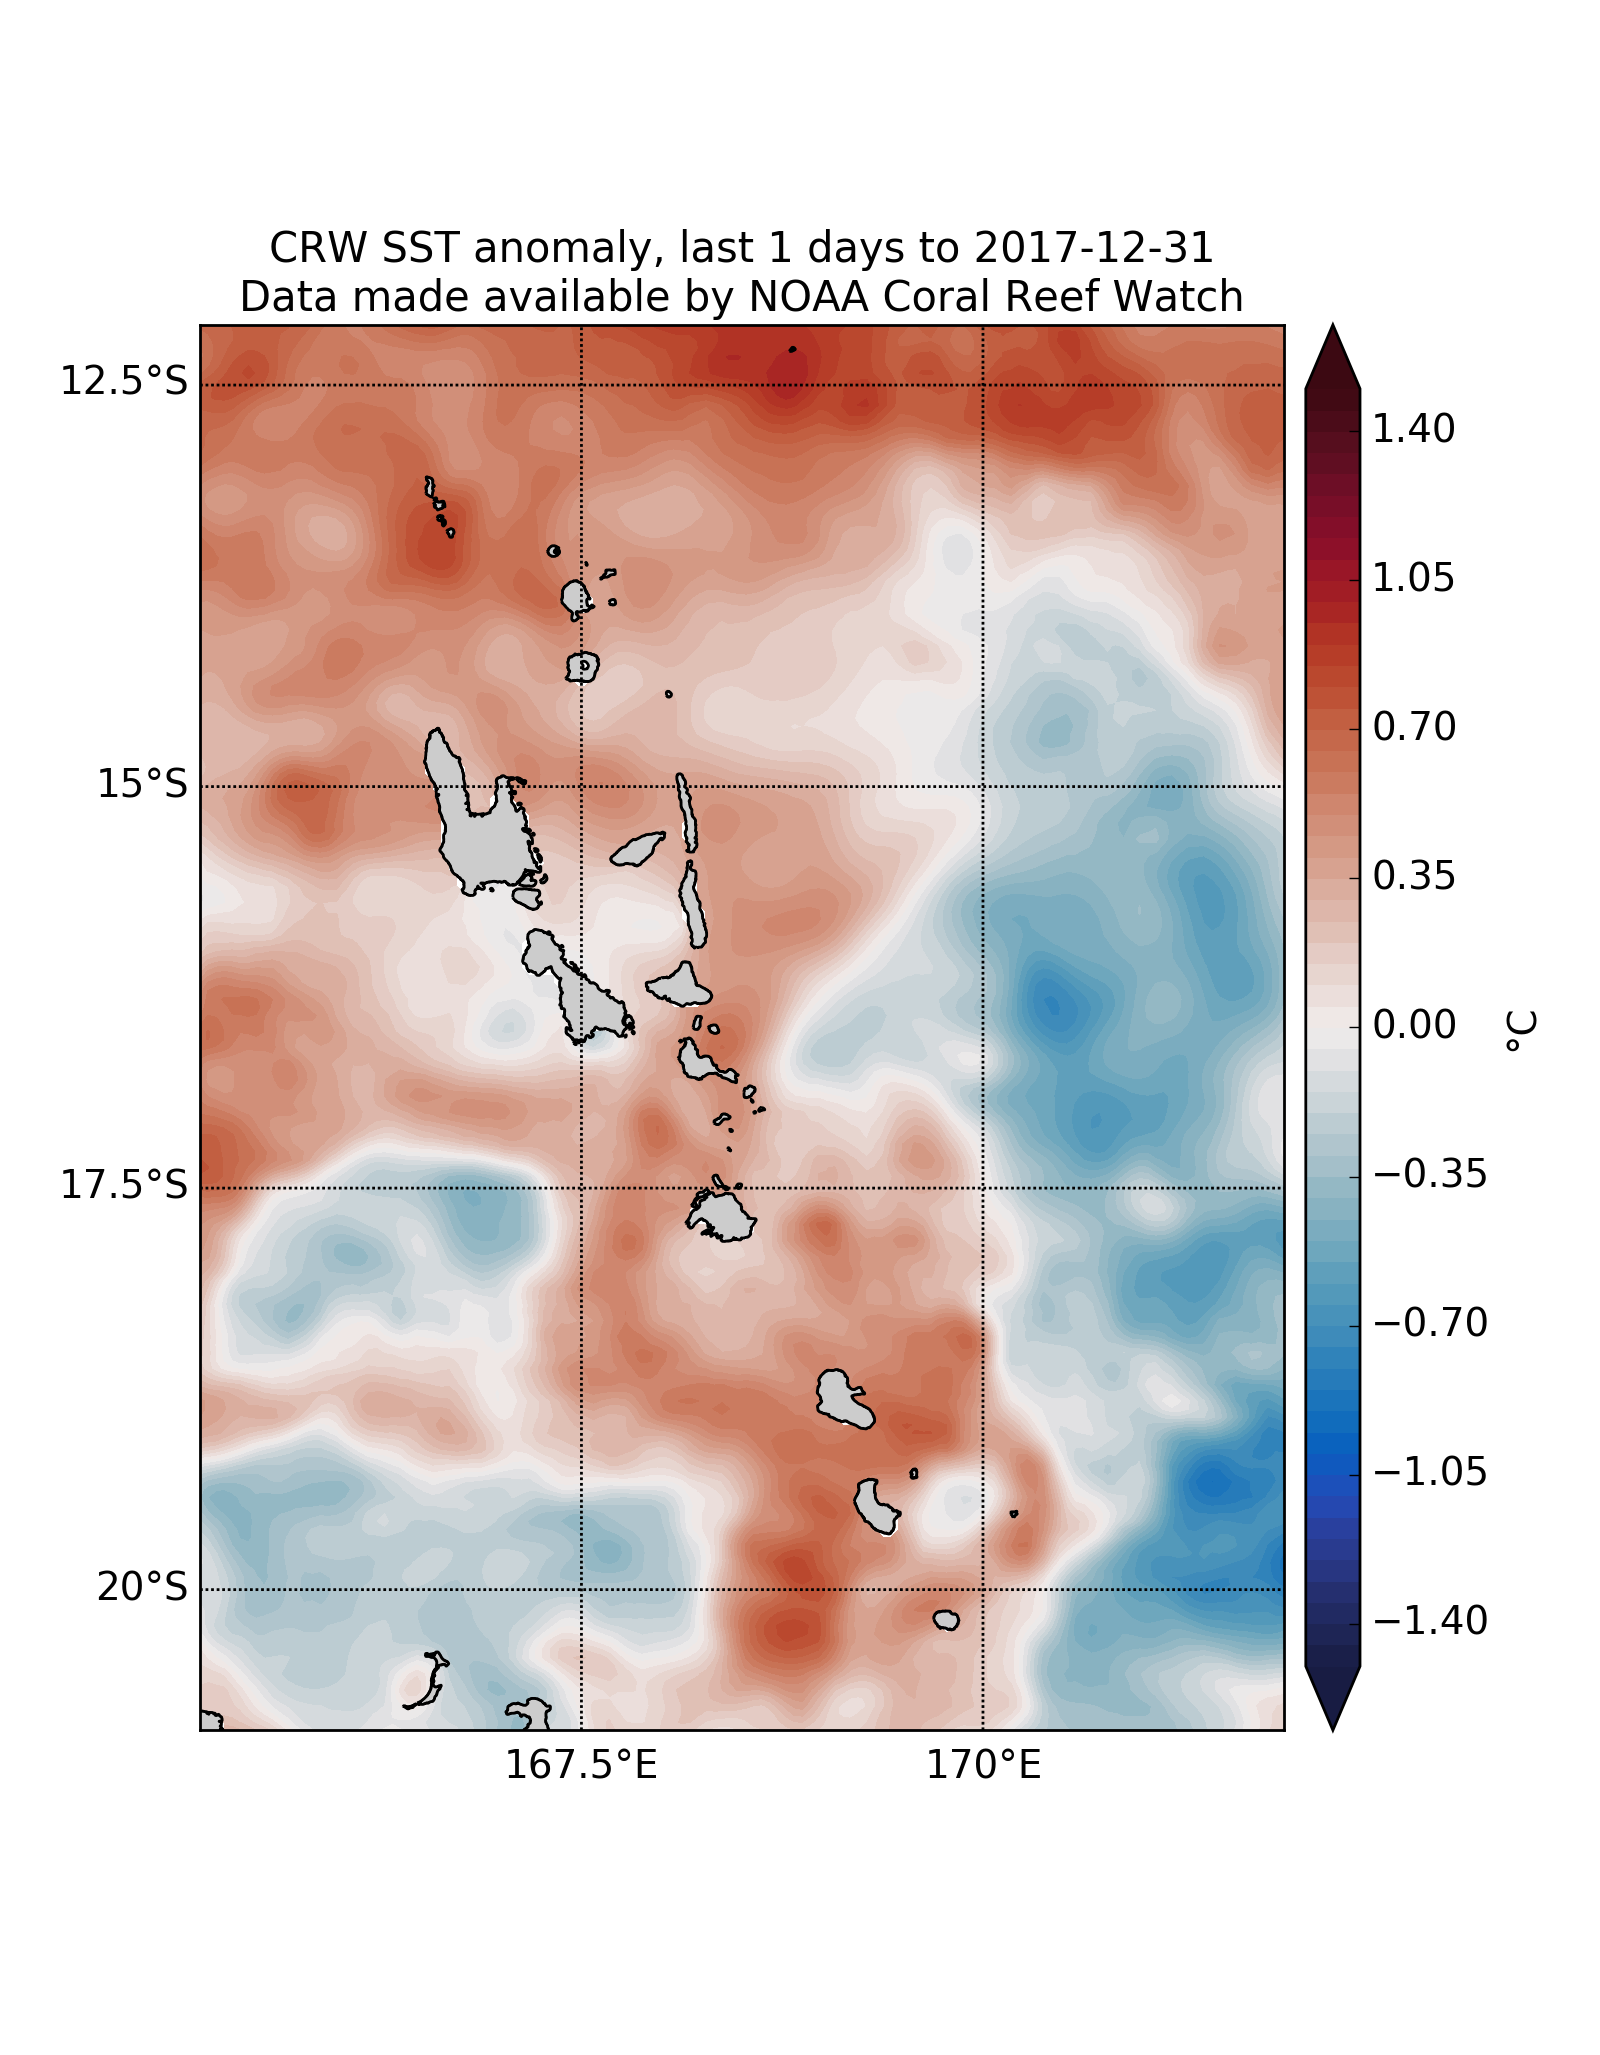 CRW SST anomaly, last 1 days to 2017-12-31
Data made available by NOAA Coral Reef Watch
12.5°S
15°S
17.5°S
20°S
167.5°E
170°E
1.40
1.05
0.70
0.35
0.00
−0.35
−0.70
−1.05
−1.40
°C